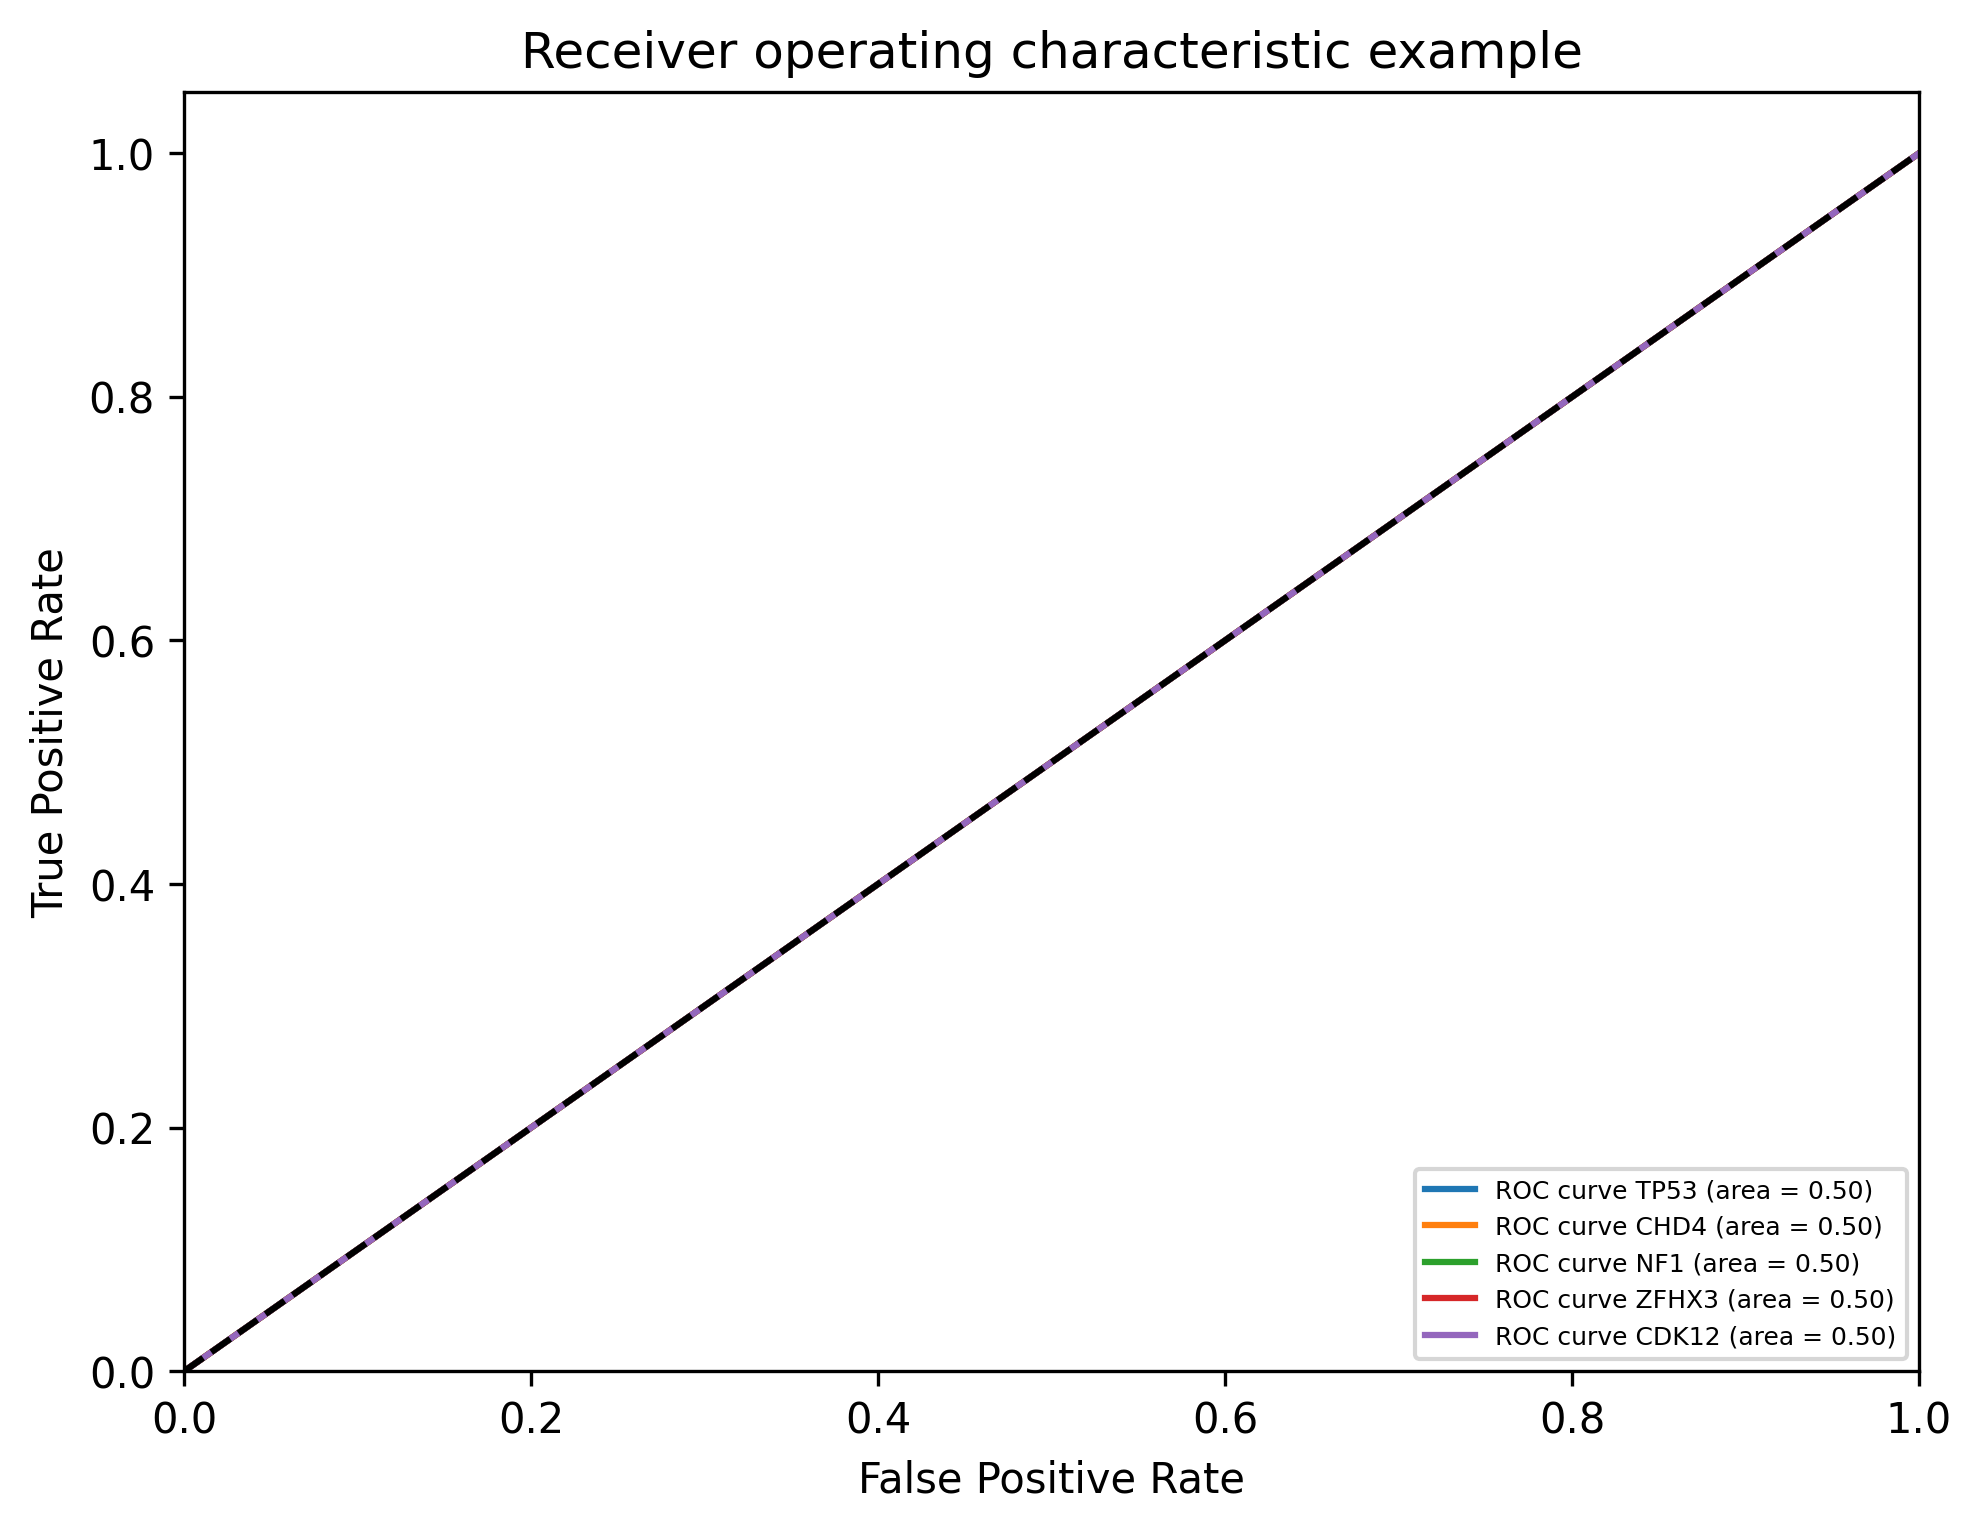 Receiver operating characteristic example
True Positive Rate
1.0
0.8
0.6
0.4
0.2
0.0
0.0 0.2 0.4 0.6 0.8 1.0
False Positive Rate
ROC curve TP53 (area = 0.50)
ROC curve CHD4 (area = 0.50)
ROC curve NF1 (area = 0.50)
ROC curve ZFHX3 (area = 0.50)
ROC curve CDK12 (area = 0.50)